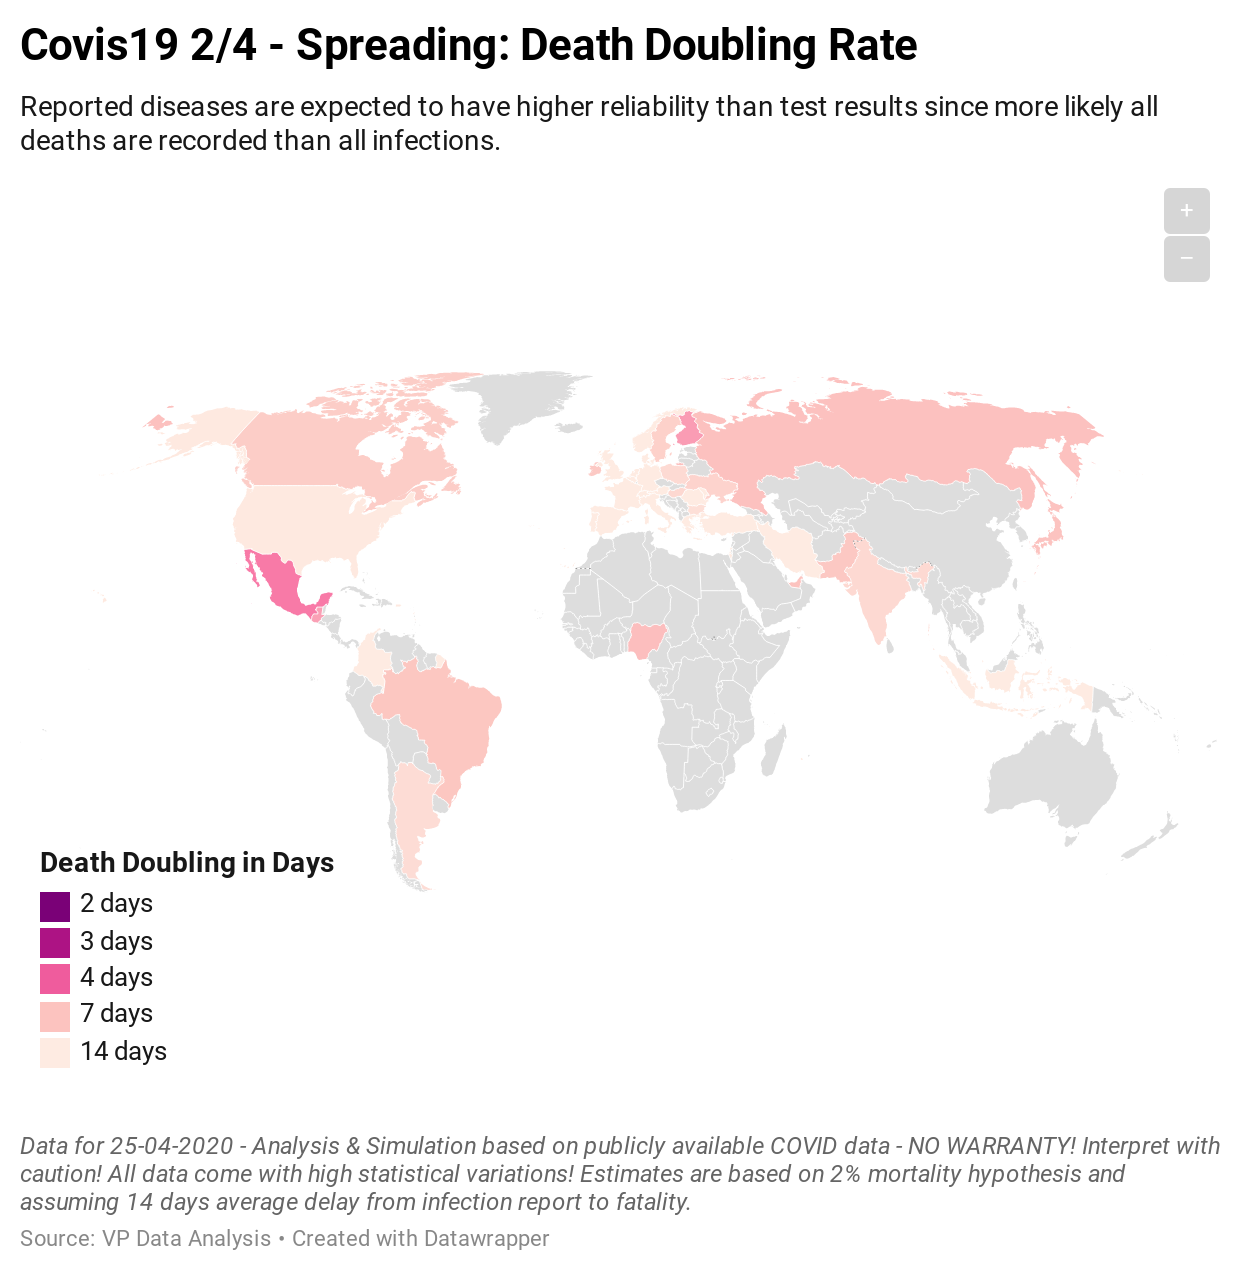 Covis19 2/4 - Spreading: Death Doubling Rate
Reported diseases are expected to have higher reliability than test results since more likely all
deaths are recorded than all infections.
+
−
Death Doubling in Days
2 days
3 days
4 days
7 days
14 days
Data for 25-04-2020 - Analysis & Simulation based on publicly available COVID data - NO WARRANTY! Interpret with
caution! All data come with high statistical variations! Estimates are based on 2% mortality hypothesis and
assuming 14 days average delay from infection report to fatality.
Source: VP Data Analysis • Created with Datawrapper